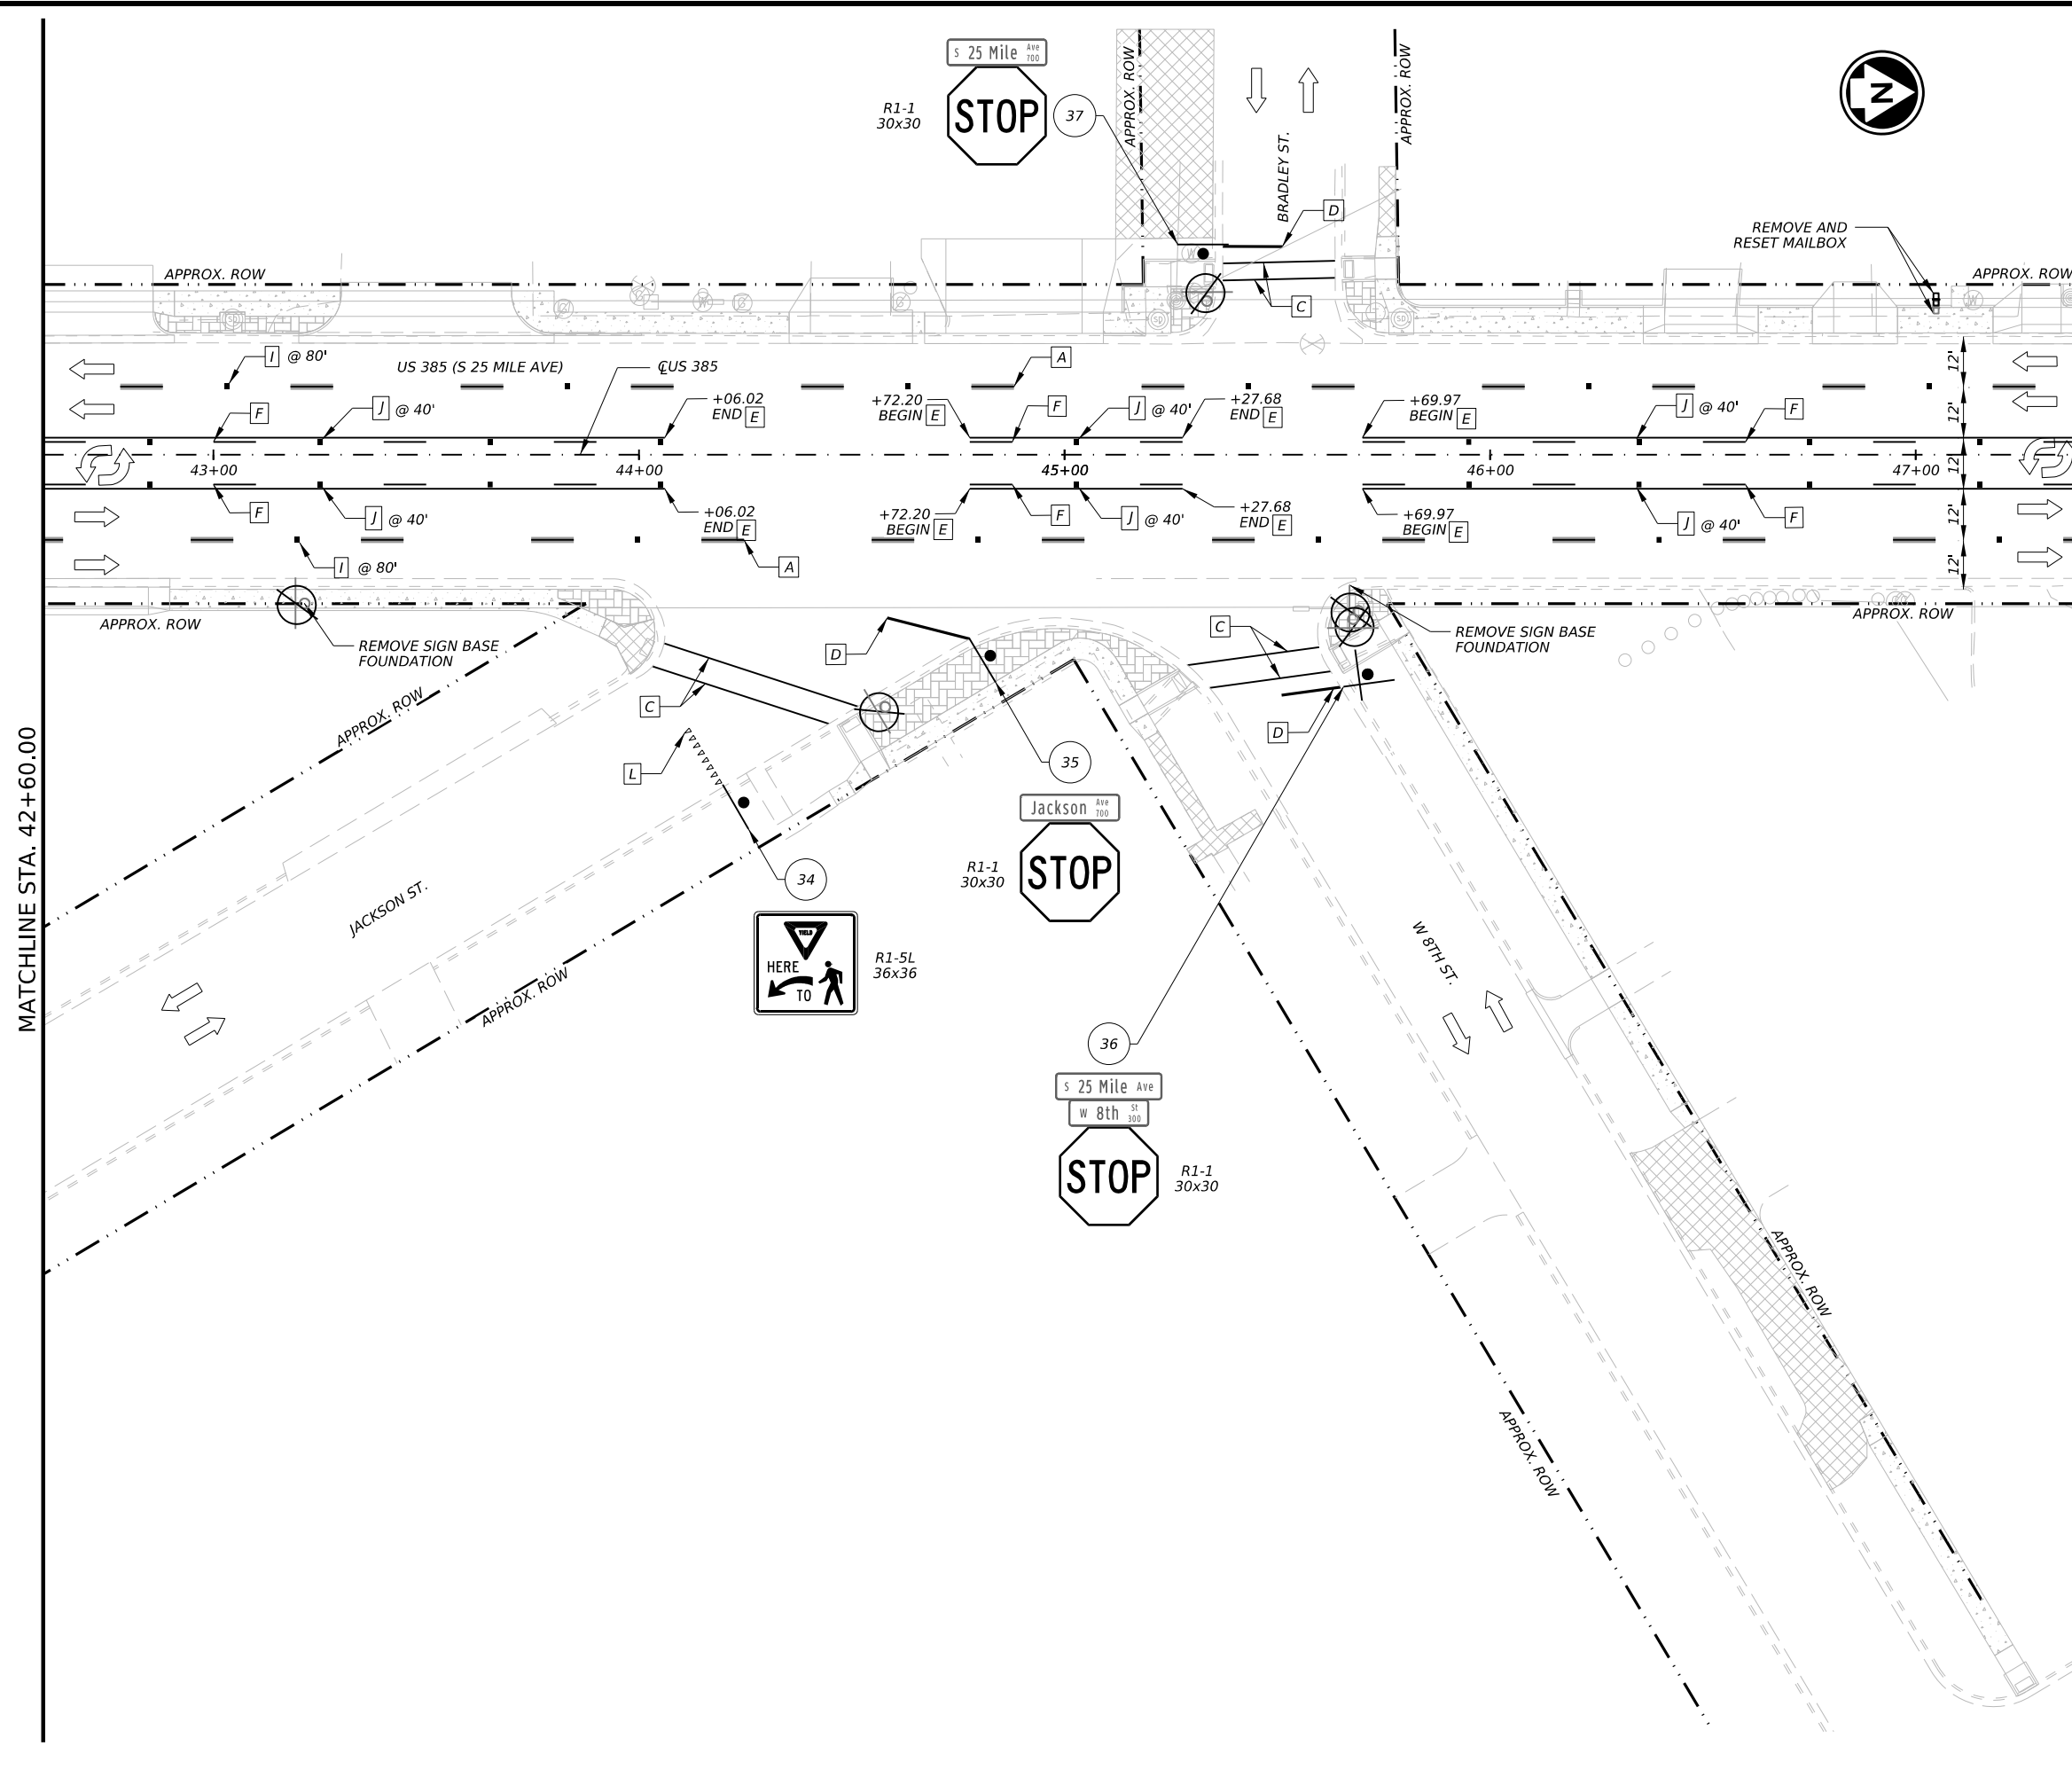 S 25 Mile Ave 700
R1-1
30x30
STOP
37
APPROX. ROW
BRADLEY ST.
APPROX. ROW
N
D
REMOVE AND
RESET MAILBOX
APPROX. ROW
APPROX. ROW
C
I @ 80'
US 385 (S 25 MILE AVE)
℄ US 385
A
12'
F
J @ 40'
+06.02
END E
+72.20
BEGIN E
F
J @ 40'
+27.68
END E
+69.97
BEGIN E
J @ 40'
F
12'
43+00
44+00
45+00
46+00
47+00
12'
F
J @ 40'
+06.02
END E
+72.20
BEGIN E
F
J @ 40'
+27.68
END E
+69.97
BEGIN E
J @ 40'
F
12'
I @ 80'
A
12'
APPROX. ROW
REMOVE SIGN BASE
FOUNDATION
D
C
REMOVE SIGN BASE
FOUNDATION
APPROX. ROW
APPROX. ROW
C
D
L
35
Jackson Ave 700
R1-1
30x30
STOP
34
YIELD
HERE
TO
R1-5L
36x36
JACKSON ST.
APPROX. ROW
MATCHLINE STA. 42+60.00
W 8TH ST.
36
S 25 Mile Ave
W 8th St 300
STOP
R1-1
30x30
APPROX. ROW
APPROX. ROW